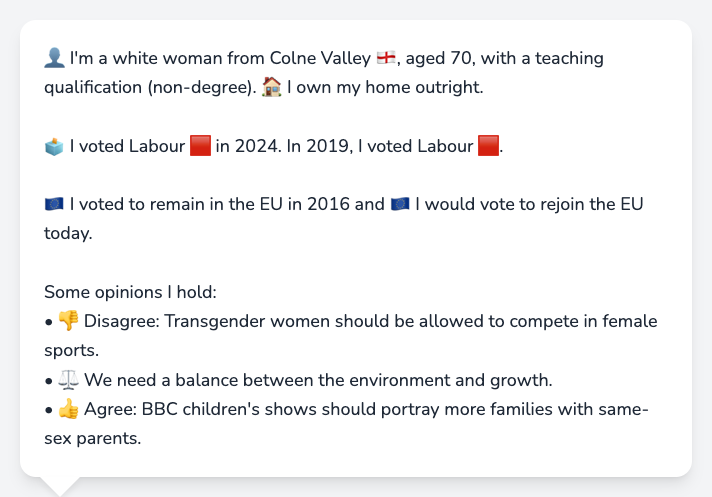 👤 I'm a white woman from Colne Valley 🏴󠁧󠁢󠁥󠁮󠁧󠁿, aged 70, with a teaching
qualification (non-degree). 🏠 I own my home outright.
🗳️ I voted Labour 🟥 in 2024. In 2019, I voted Labour 🟥.
🇪🇺 I voted to remain in the EU in 2016 and 🇪🇺 I would vote to rejoin the EU
today.
Some opinions I hold:
• 👎 Disagree: Transgender women should be allowed to compete in female
sports.
• ⚖️ We need a balance between the environment and growth.
• 👍 Agree: BBC children's shows should portray more families with same-
sex parents.